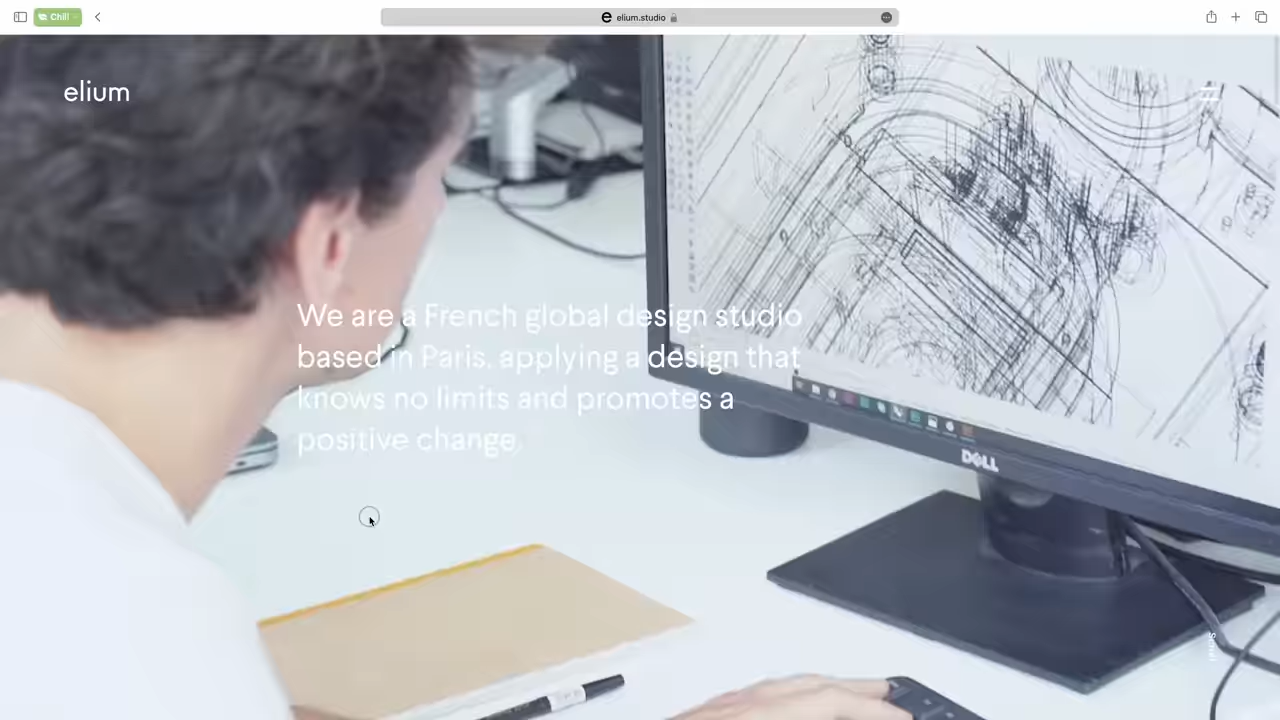 Chill
elium.studio
elium
We are a French global design studio
based in Paris, applying a design that
knows no limits and promotes a
positive change.
DELL